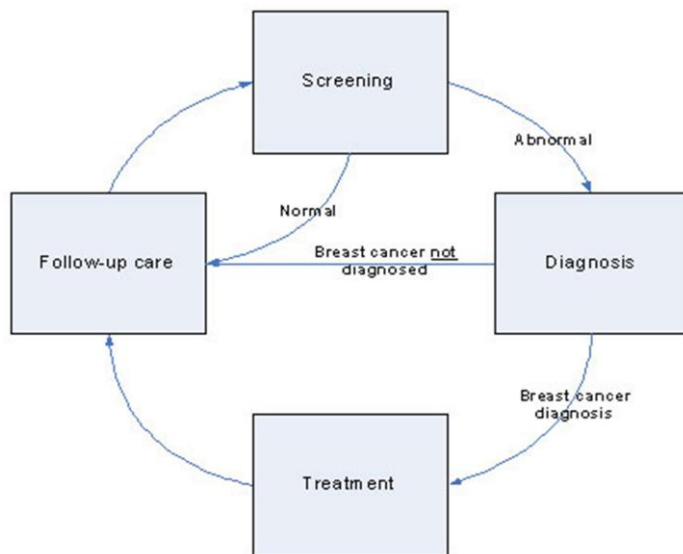 Screening
Abnormal
Normal
Follow-up care
Breast cancer not
diagnosed
Diagnosis
Breast cancer
diagnosis
Treatment